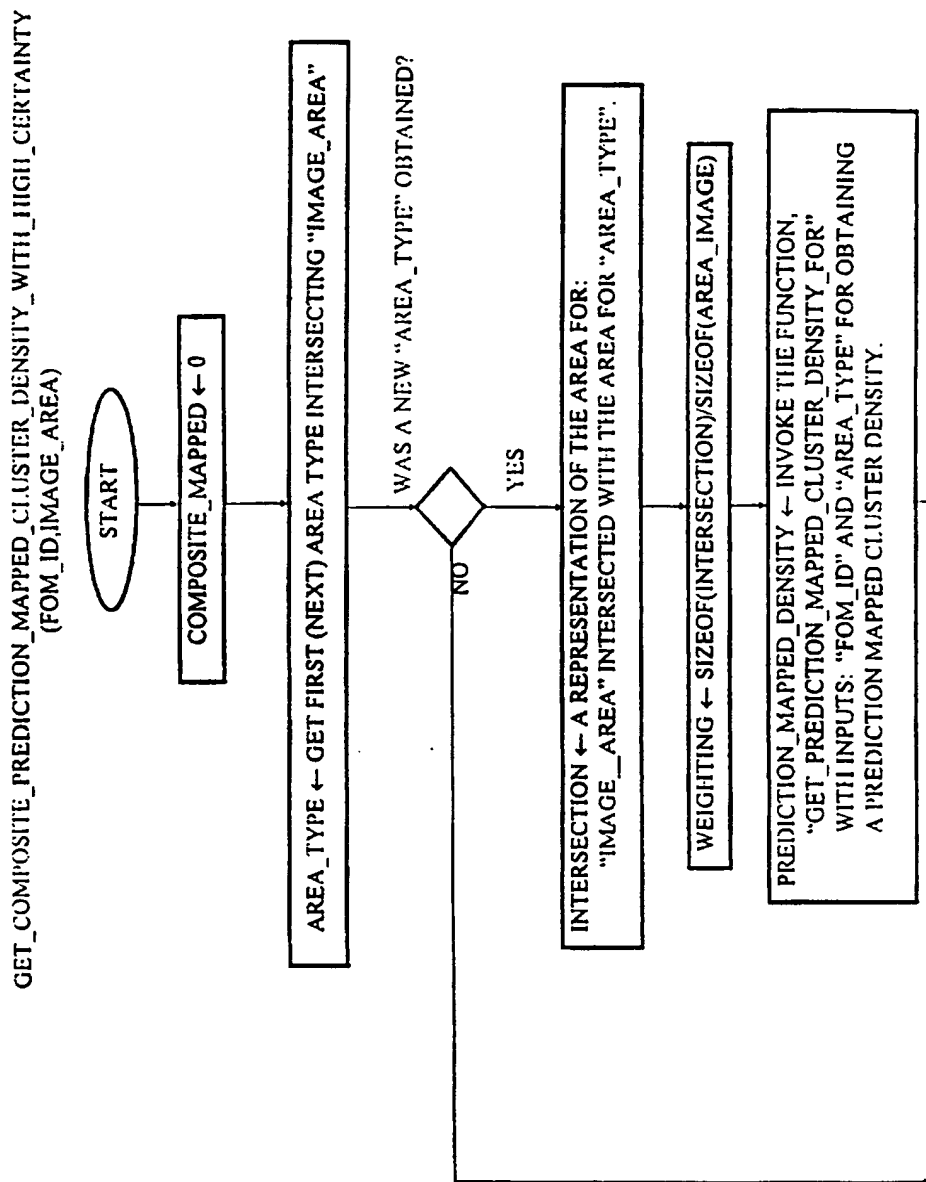 GET_COMPOSITE_PREDICTION_MAPPED_CLUSTER_DENSITY_WITH_HIGH_CERTAINTY
(FOM_ID,IMAGE_AREA)
START
COMPOSITE_MAPPED ← 0
AREA_TYPE ← GET FIRST (NEXT) AREA TYPE INTERSECTING "IMAGE_AREA"
WAS A NEW "AREA_TYPE" OBTAINED?
NO
YES
INTERSECTION ← A REPRESENTATION OF THE AREA FOR:
"IMAGE__AREA" INTERSECTED WITH THE AREA FOR "AREA_TYPE".
WEIGHTING ← SIZEOF(INTERSECTION)/SIZEOF(AREA_IMAGE)
PREDICTION_MAPPED_DENSITY ← INVOKE THE FUNCTION,
"GET_PREDICTION_MAPPED_CLUSTER_DENSITY_FOR"
WITH INPUTS: "FOM_ID" AND "AREA_TYPE" FOR OBTAINING
A PREDICTION MAPPED CLUSTER DENSITY.